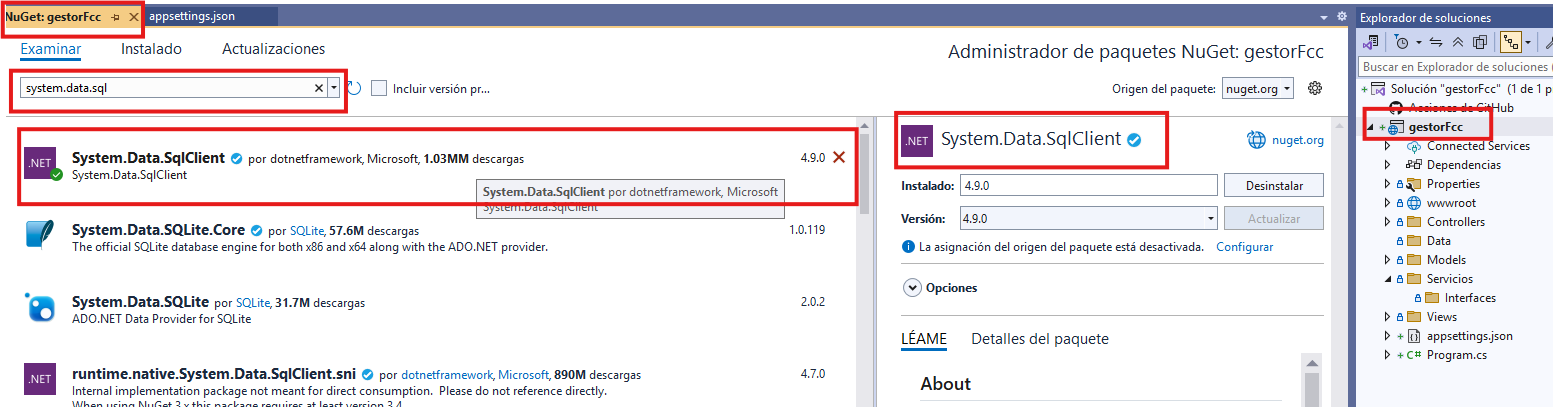 NuGet: gestorFcc
appsettings.json
Examinar Instalado Actualizaciones
Administrador de paquetes NuGet: gestorFcc
system.data.sql
Incluir versión pr...
Origen del paquete: nuget.org
.NET
System.Data.SqlClient por dotnetframework, Microsoft, 1.03MM descargas
4.9.0
System.Data.SqlClient
System.Data.SqlClient por dotnetframework, Microsoft
System.Data.SqlClient
System.Data.SQLite.Core por SQLite, 57.6M descargas
1.0.119
The official SQLite database engine for both x86 and x64 along with the ADO.NET provider.
System.Data.SQLite por SQLite, 31.7M descargas
2.0.2
ADO.NET Data Provider for SQLite
.NET
runtime.native.System.Data.SqlClient.sni por dotnetframework, Microsoft, 890M descargas
4.7.0
Internal implementation package not meant for direct consumption. Please do not reference directly.
When using NuGet 3.x this package requires at least version 3.4.
.NET
System.Data.SqlClient
nuget.org
Instalado: 4.9.0 Desinstalar
Versión: 4.9.0 Actualizar
La asignación del origen del paquete está desactivada. Configurar
Opciones
LÉAME Detalles del paquete
About
Explorador de soluciones
Buscar en Explorador de soluciones (
Solución "gestorFcc" (1 de 1 p
Acciones de GitHub
gestorFcc
Connected Services
Dependencias
Properties
wwwroot
Controllers
Data
Models
Servicios
Interfaces
Views
appsettings.json
C# Program.cs